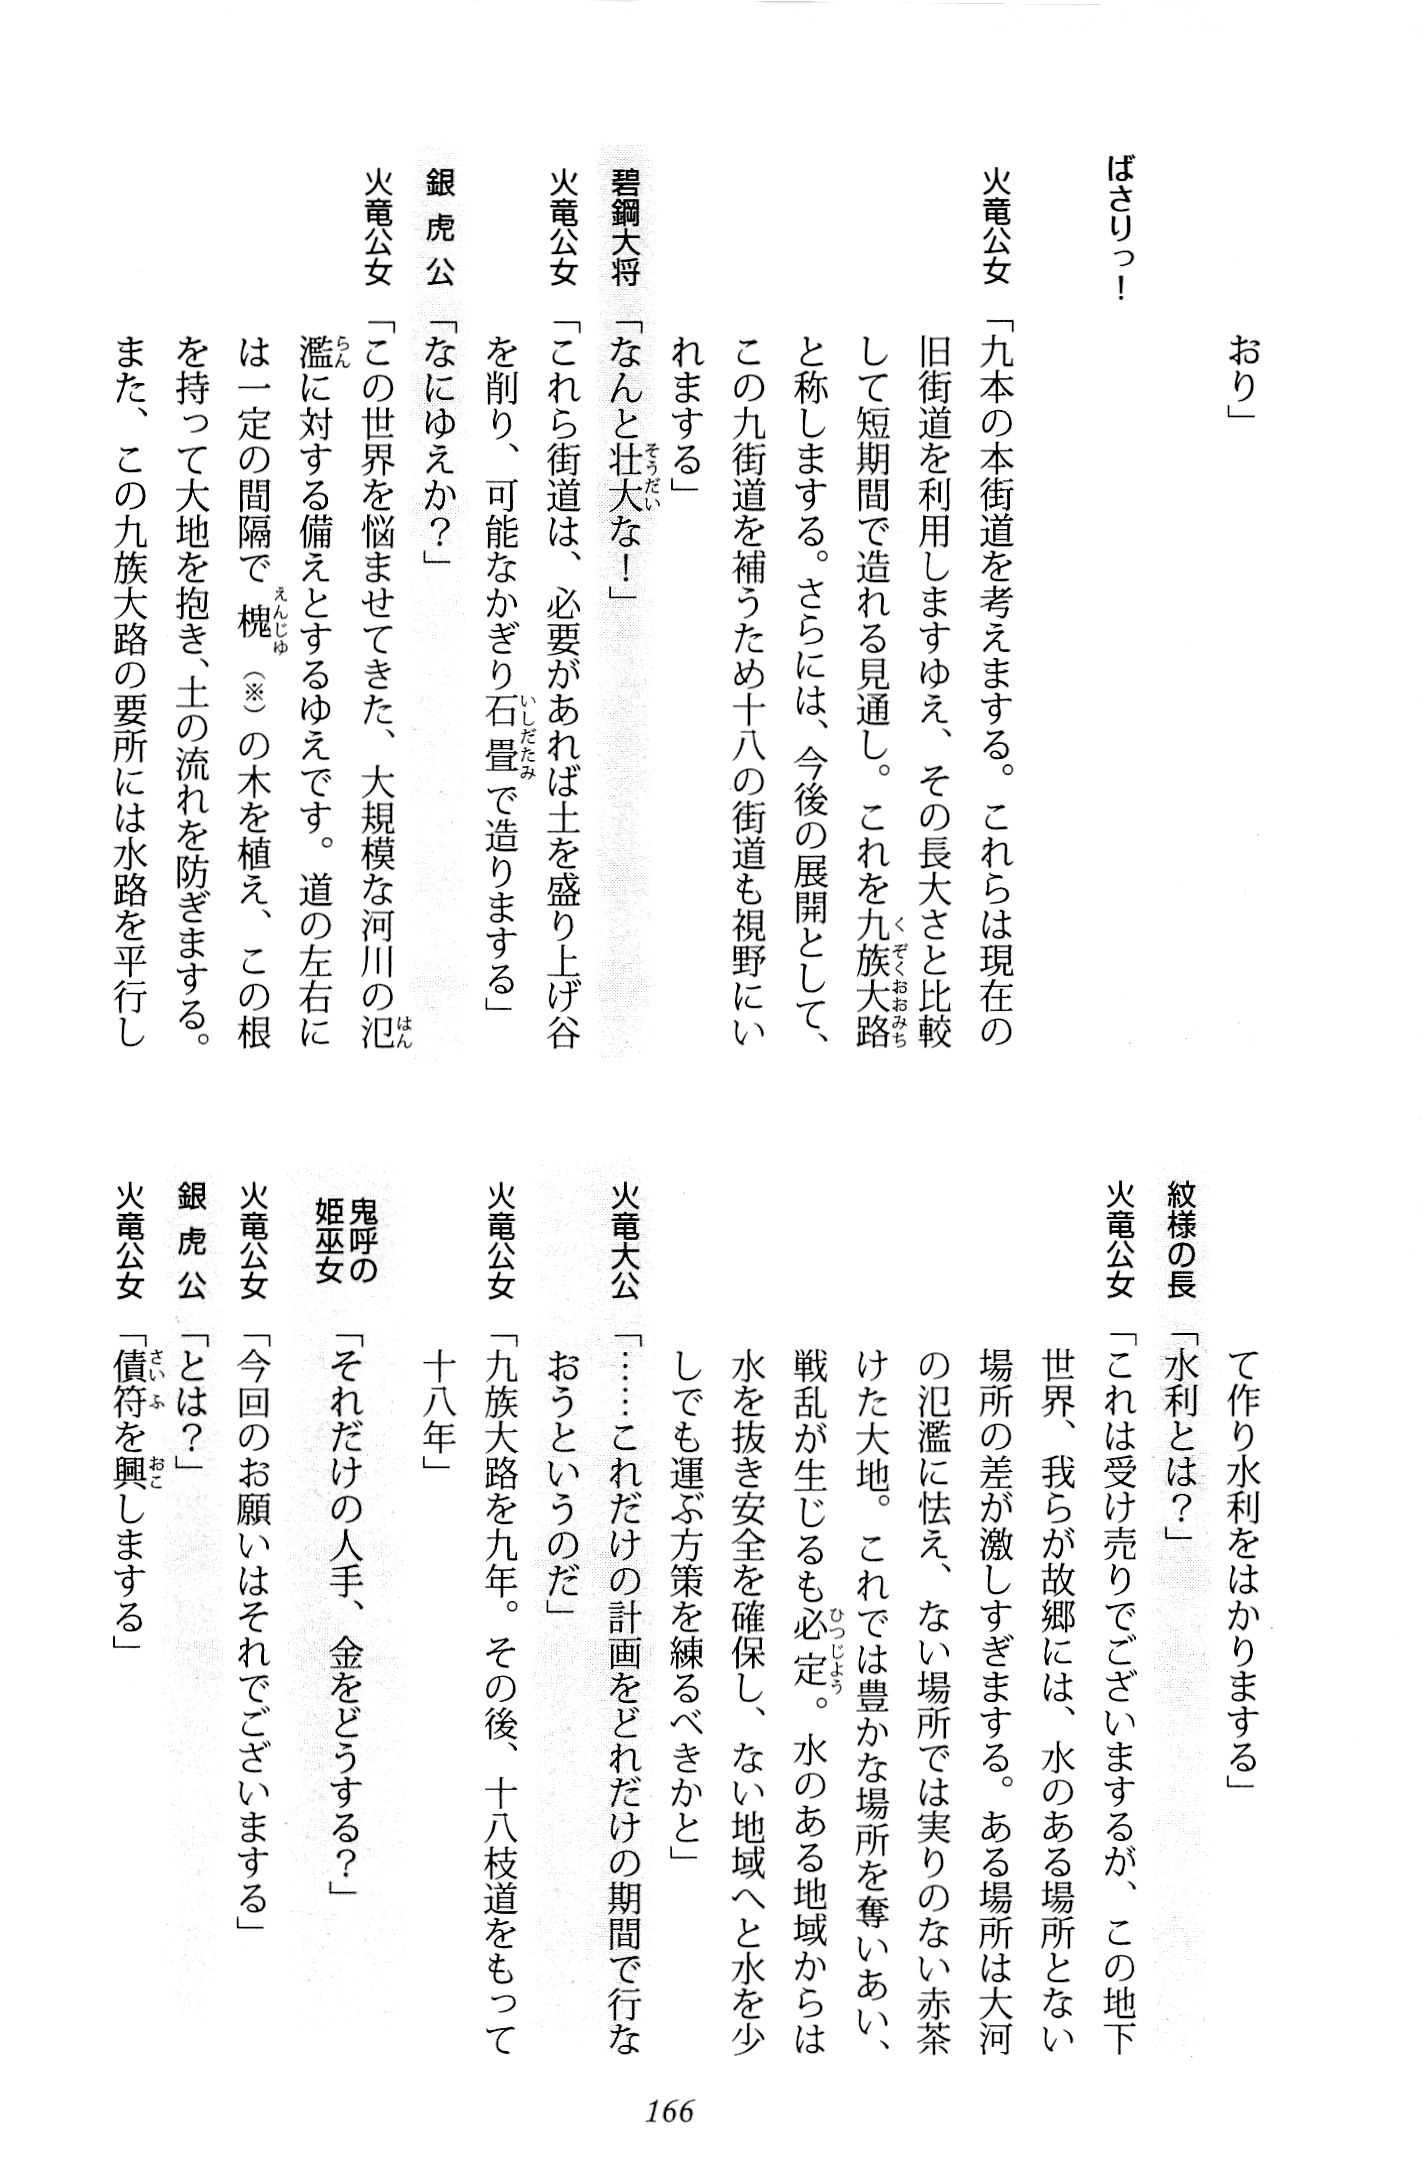 おり」
ばさりっ！
火竜公女「九本の本街道を考えまする。これらは現在の
旧街道を利用しますゆえ、その長大さと比較
して短期間で造れる見通し。これを九族大路
と称しまする。さらには、今後の展開として、
この九街道を補うため十八の街道も視野にい
れまする」
碧鋼大将「なんと壮大な！」
火竜公女「これら街道は、必要があれば土を盛り上げ谷
を削り、可能なかぎり石畳で造りまする」
銀虎公「なにゆえか？」
火竜公女「この世界を悩ませてきた、大規模な河川の氾
濫に対する備えとするゆえです。道の左右に
は一定の間隔で槐（※）の木を植え、この根
を持って大地を抱き、土の流れを防ぎまする。
また、この九族大路の要所には水路を平行し
て作り水利をはかりまする」
紋様の長「水利とは？」
火竜公女「これは受け売りでございまするが、この地下
世界、我らが故郷には、水のある場所とない
場所の差が激しすぎまする。ある場所は大河
の氾濫に怯え、ない場所では実りのない赤茶
けた大地。これでは豊かな場所を奪いあい、
戦乱が生じるも必定。水のある地域からは
水を抜き安全を確保し、ない地域へと水を少
しでも運ぶ方策を練るべきかと」
火竜大公「……これだけの計画をどれだけの期間で行な
おうというのだ」
火竜公女「九族大路を九年。その後、十八枝道をもって
十八年」
鬼呼の姫巫女「それだけの人手、金をどうする？」
火竜公女「今回のお願いはそれでございまする」
銀虎公「とは？」
火竜公女「債符を興しまする」
166